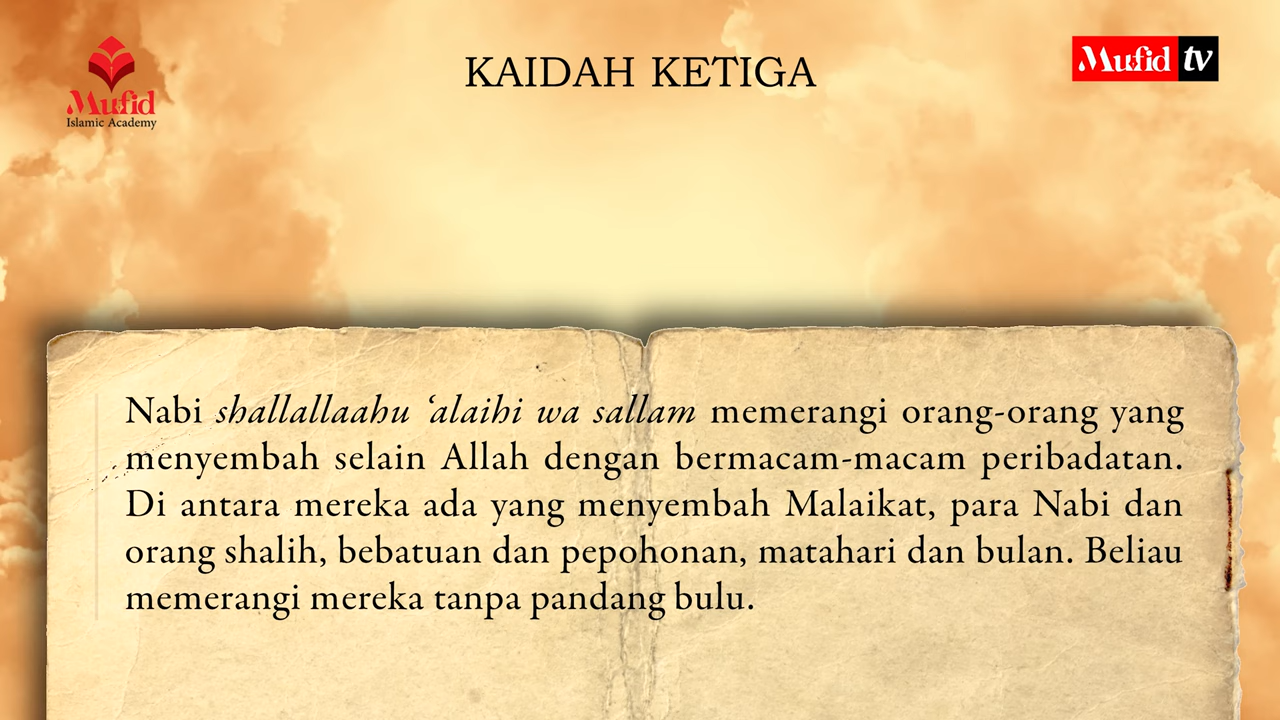 KAIDAH KETIGA
Mufid
Islamic Academy
Mufid tv
Nabi shallallaahu ‘alaihi wa sallam memerangi orang-orang yang
menyembah selain Allah dengan bermacam-macam peribadatan.
Di antara mereka ada yang menyembah Malaikat, para Nabi dan
orang shalih, bebatuan dan pepohonan, matahari dan bulan. Beliau
memerangi mereka tanpa pandang bulu.